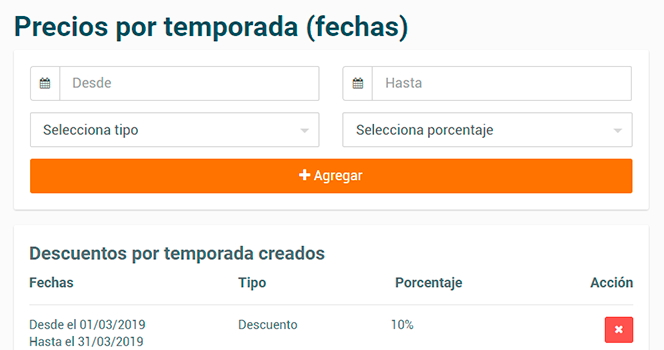 Precios por temporada (fechas)
Desde
Hasta
Selecciona tipo
Selecciona porcentaje
Agregar
Descuentos por temporada creados
Fechas Tipo Porcentaje Acción
Desde el 01/03/2019 Descuento 10%
Hasta el 31/03/2019